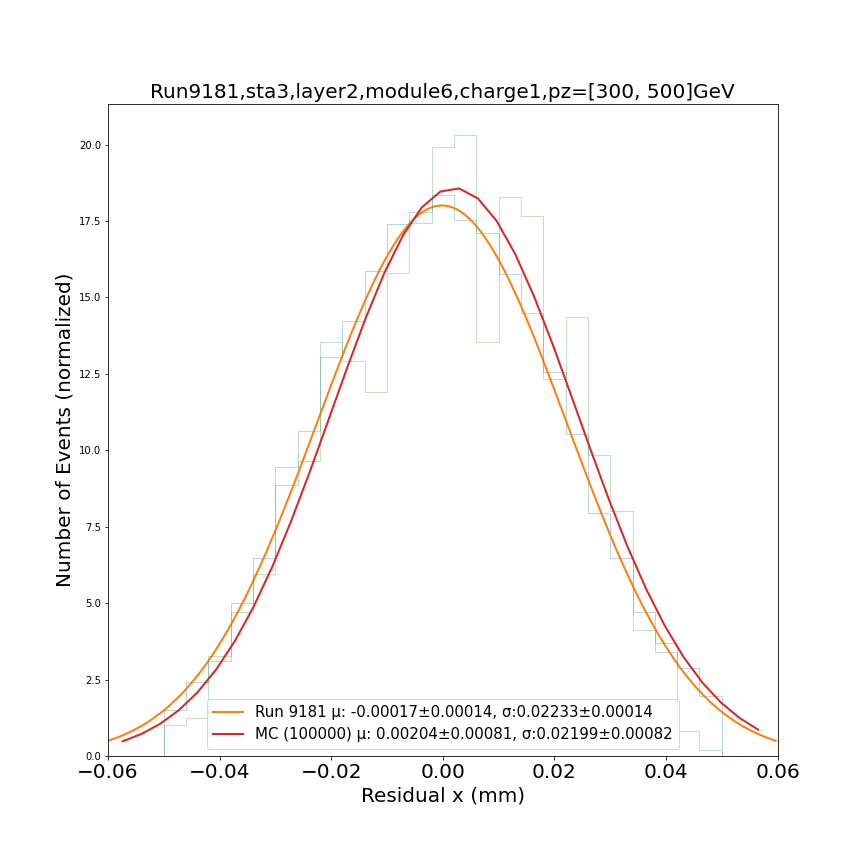 Run9181,sta3,layer2,module6,charge1,pz=[300, 500]GeV
Number of Events (normalized)
20.0
17.5
15.0
12.5
10.0
7.5
5.0
2.5
0.0
Run 9181 μ: -0.00017±0.00014, σ:0.02233±0.00014
MC (100000) μ: 0.00204±0.00081, σ:0.02199±0.00082
−0.06 −0.04 −0.02 0.00 0.02 0.04 0.06
Residual x (mm)